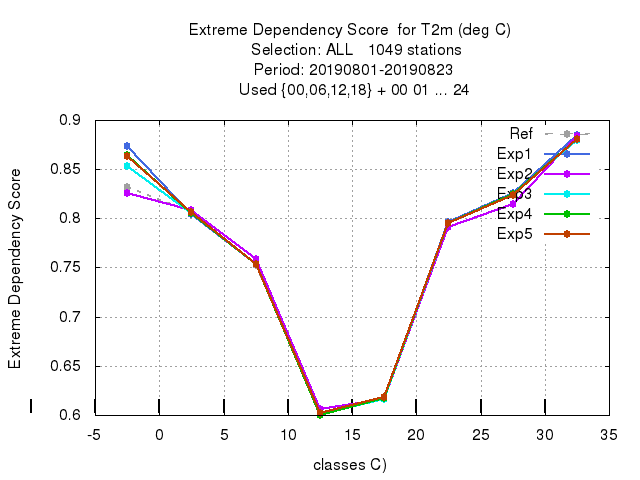 Extreme Dependency Score  for T2m (deg C)
Selection: ALL   1049 stations
Period: 20190801-20190823
Used {00,06,12,18} + 00 01 ... 24
Extreme Dependency Score
0.9
0.85
0.8
0.75
0.7
0.65
0.6
-5
0
5
10
15
20
25
30
35
classes C)
Ref
Exp1
Exp2
Exp3
Exp4
Exp5